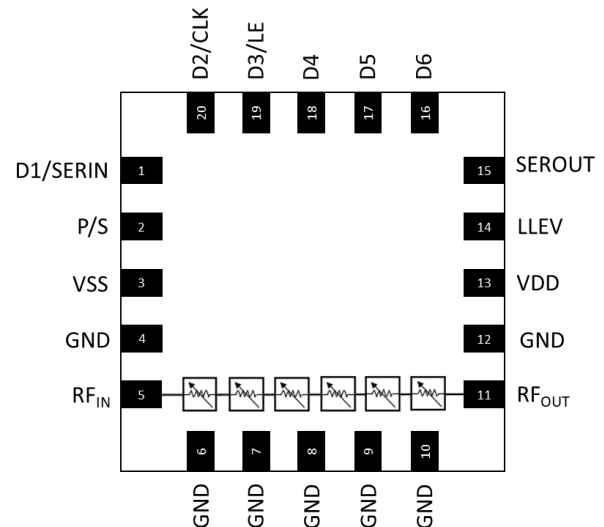 D2/CLK
D3/LE
D4
D5
D6
20
19
18
17
16
D1/SERIN
1
15
SEROUT
P/S
2
14
LLEV
VSS
3
13
VDD
GND
4
12
GND
RFIN
5
11
RFOUT
6
7
8
9
10
GND
GND
GND
GND
GND